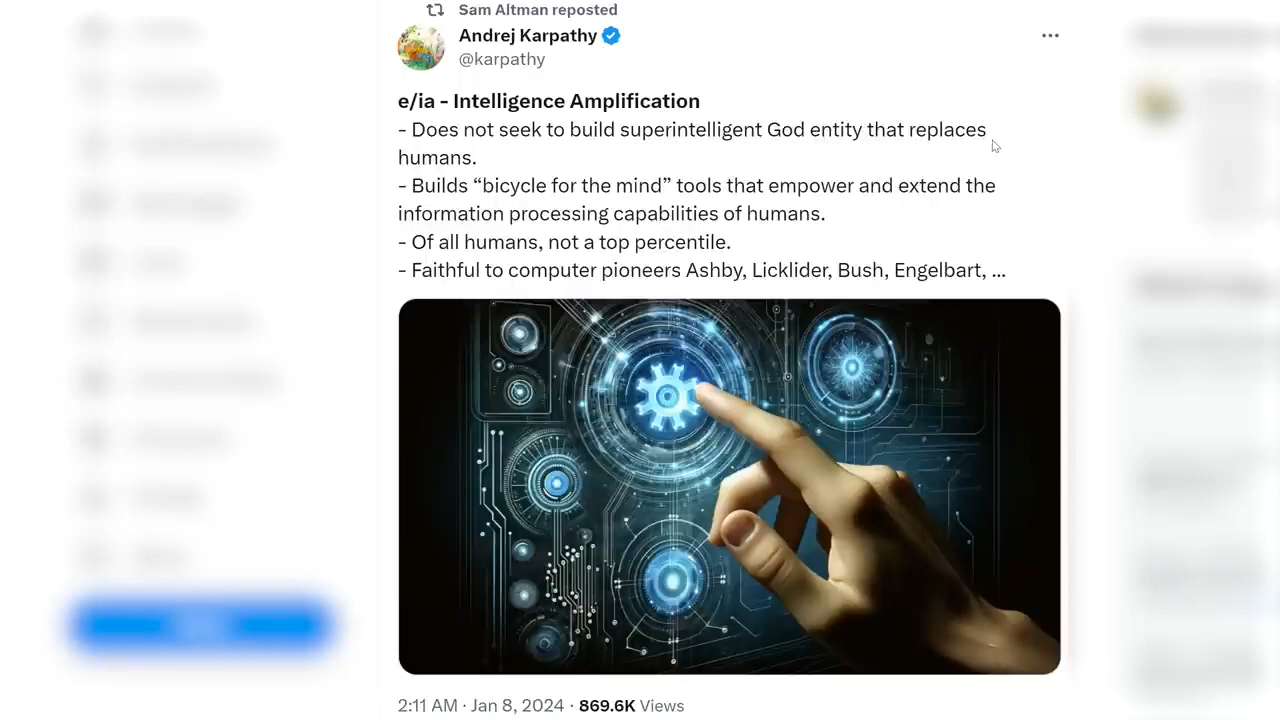 Sam Altman reposted
Andrej Karpathy
@karpathy
e/ia - Intelligence Amplification
- Does not seek to build superintelligent God entity that replaces
humans.
- Builds “bicycle for the mind” tools that empower and extend the
information processing capabilities of humans.
- Of all humans, not a top percentile.
- Faithful to computer pioneers Ashby, Licklider, Bush, Engelbart, ...
2:11 AM · Jan 8, 2024 · 869.6K Views